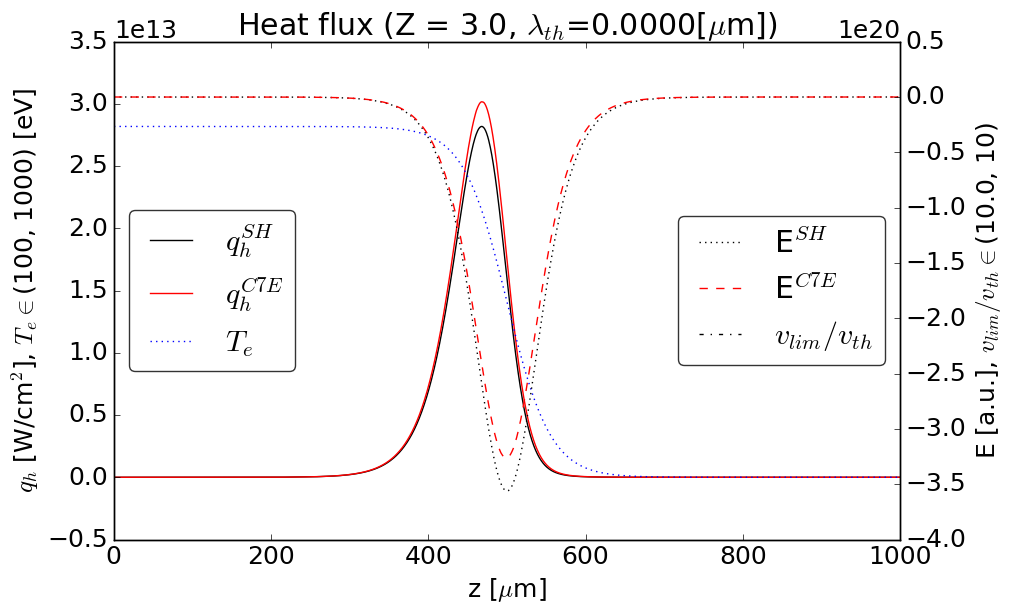 Heat flux (Z = 3.0, λ_th=0.0000[μm])
1e13
1e20
3.5
3.0
2.5
2.0
1.5
1.0
0.5
0.0
−0.5
q_h [W/cm²], T_e ∈ (100, 1000) [eV]
q_h^SH
q_h^C7E
T_e
E^SH
E^C7E
v_lim/v_th
0.5
0.0
−0.5
−1.0
−1.5
−2.0
−2.5
−3.0
−3.5
−4.0
E [a.u.], v_lim/v_th ∈ (10.0, 10)
0
200
400
600
800
1000
z [μm]